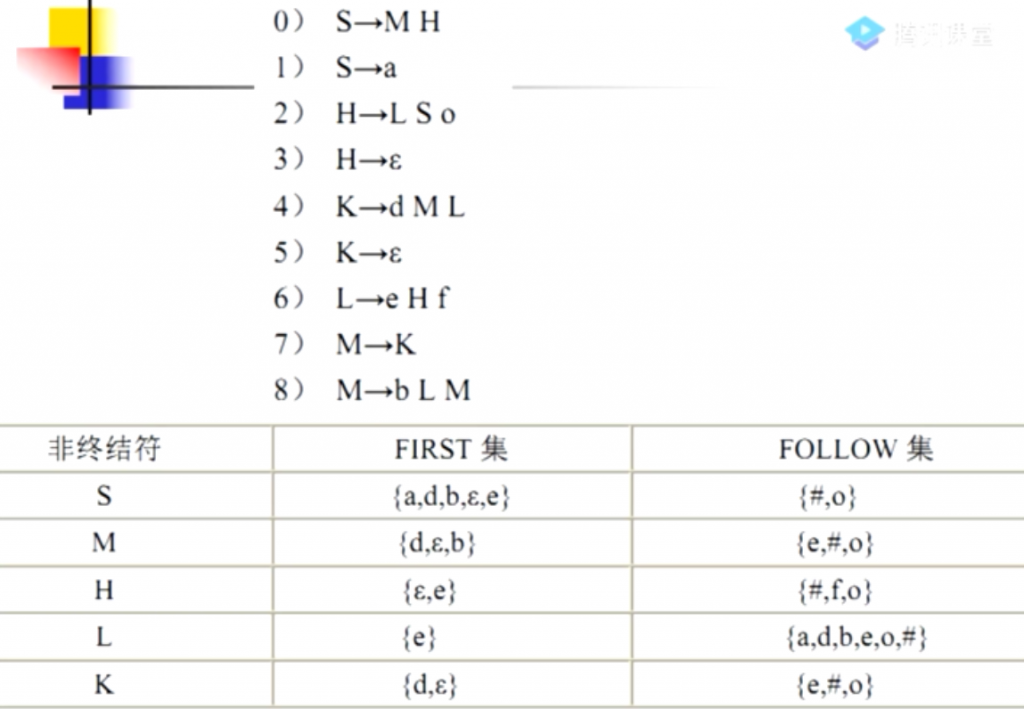 0） S→M H
腾讯课堂
1） S→a
2） H→L S o
3） H→ε
4） K→d M L
5） K→ε
6） L→e H f
7） M→K
8） M→b L M
非终结符 FIRST 集 FOLLOW 集
S {a,d,b,ε,e} {#,o}
M {d,ε,b} {e,#,o}
H {ε,e} {#,f,o}
L {e} {a,d,b,e,o,#}
K {d,ε} {e,#,o}